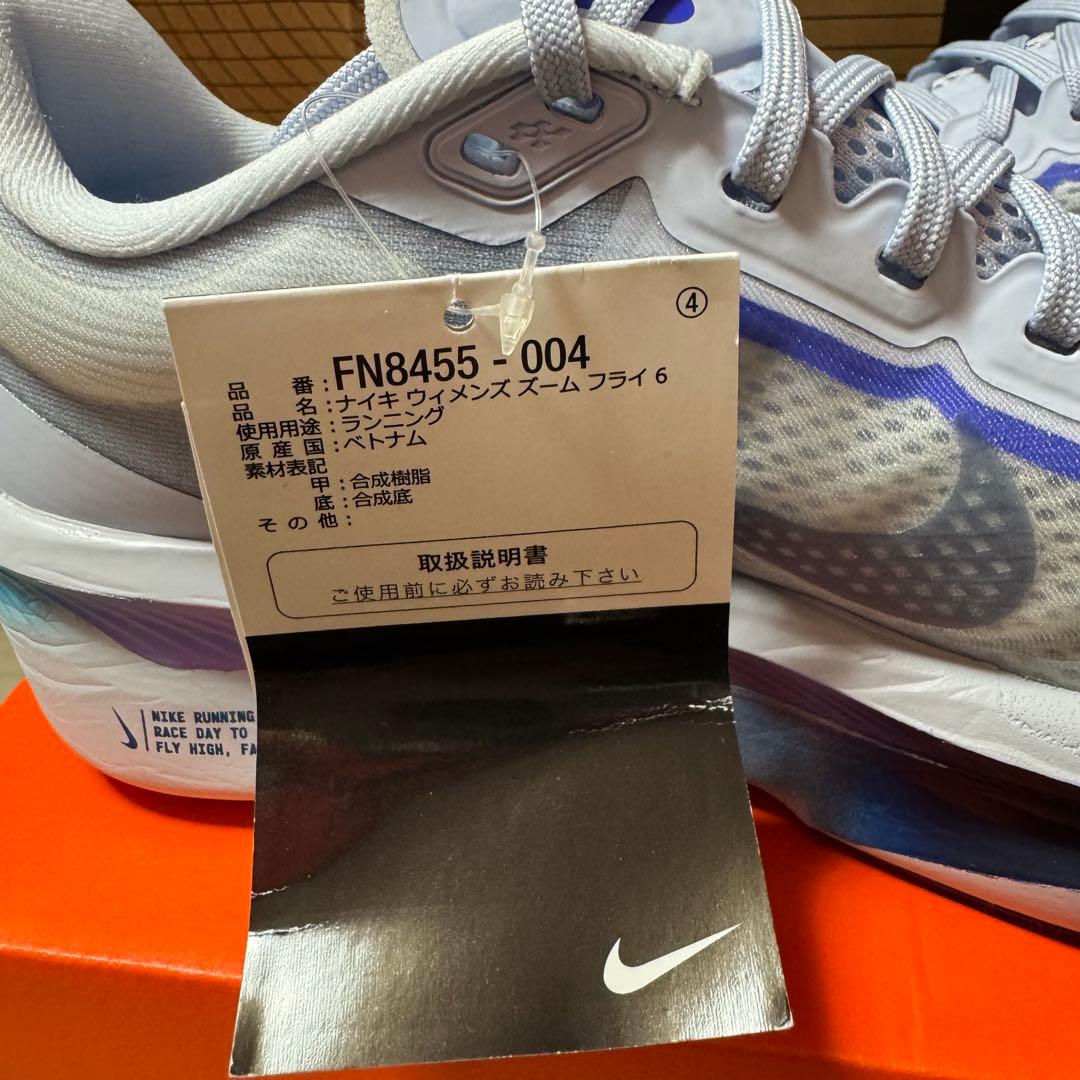 ④
品番：FN8455 - 004
品名：ナイキ ウィメンズ ズーム フライ 6
使用用途：ランニング
原産国：ベトナム
素材表記
甲：合成樹脂
底：合成底
その他：
取扱説明書
ご使用前に必ずお読み下さい
NIKE RUNNING
RACE DAY TO
FLY HIGH, FA